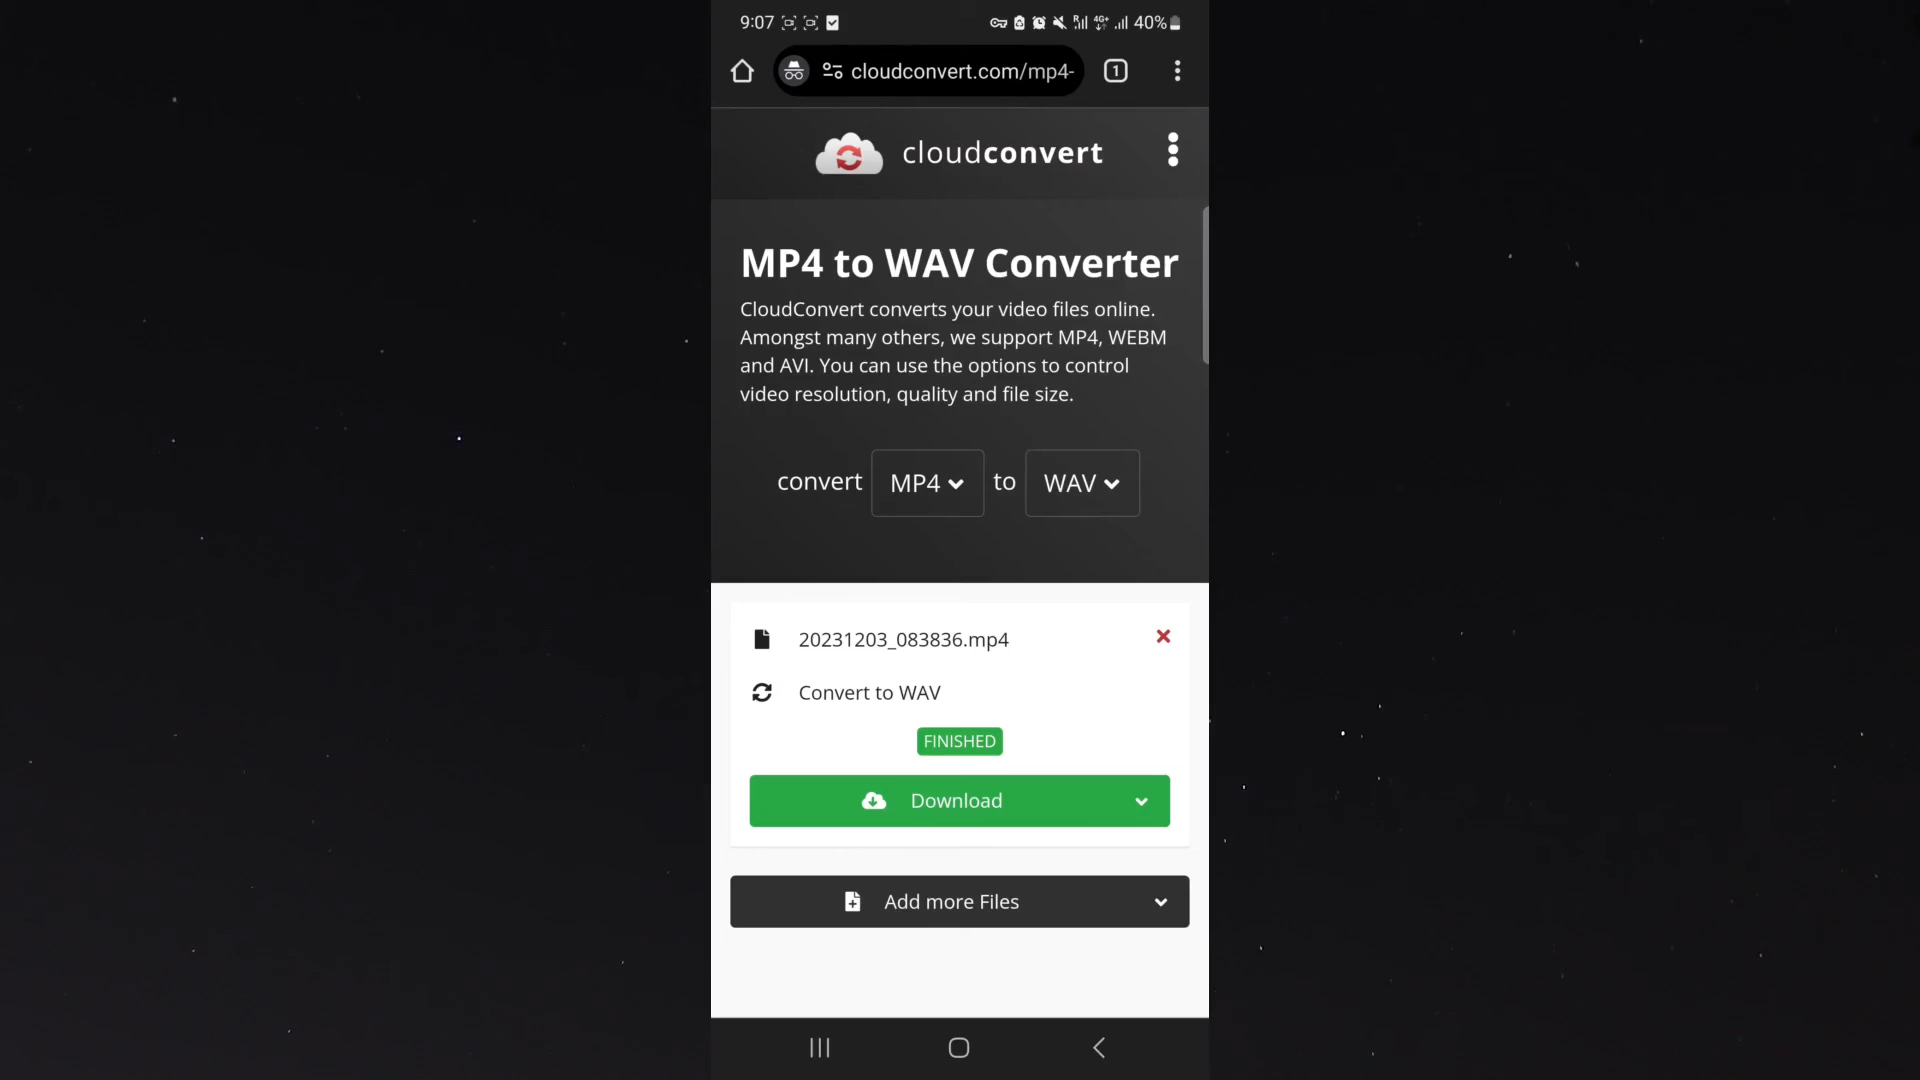 9:07
4G+
40%
cloudconvert.com/mp4-
1
cloudconvert
MP4 to WAV Converter
CloudConvert converts your video files online.
Amongst many others, we support MP4, WEBM
and AVI. You can use the options to control
video resolution, quality and file size.
convert MP4 to WAV
20231203_083836.mp4
Convert to WAV
FINISHED
Download
Add more Files